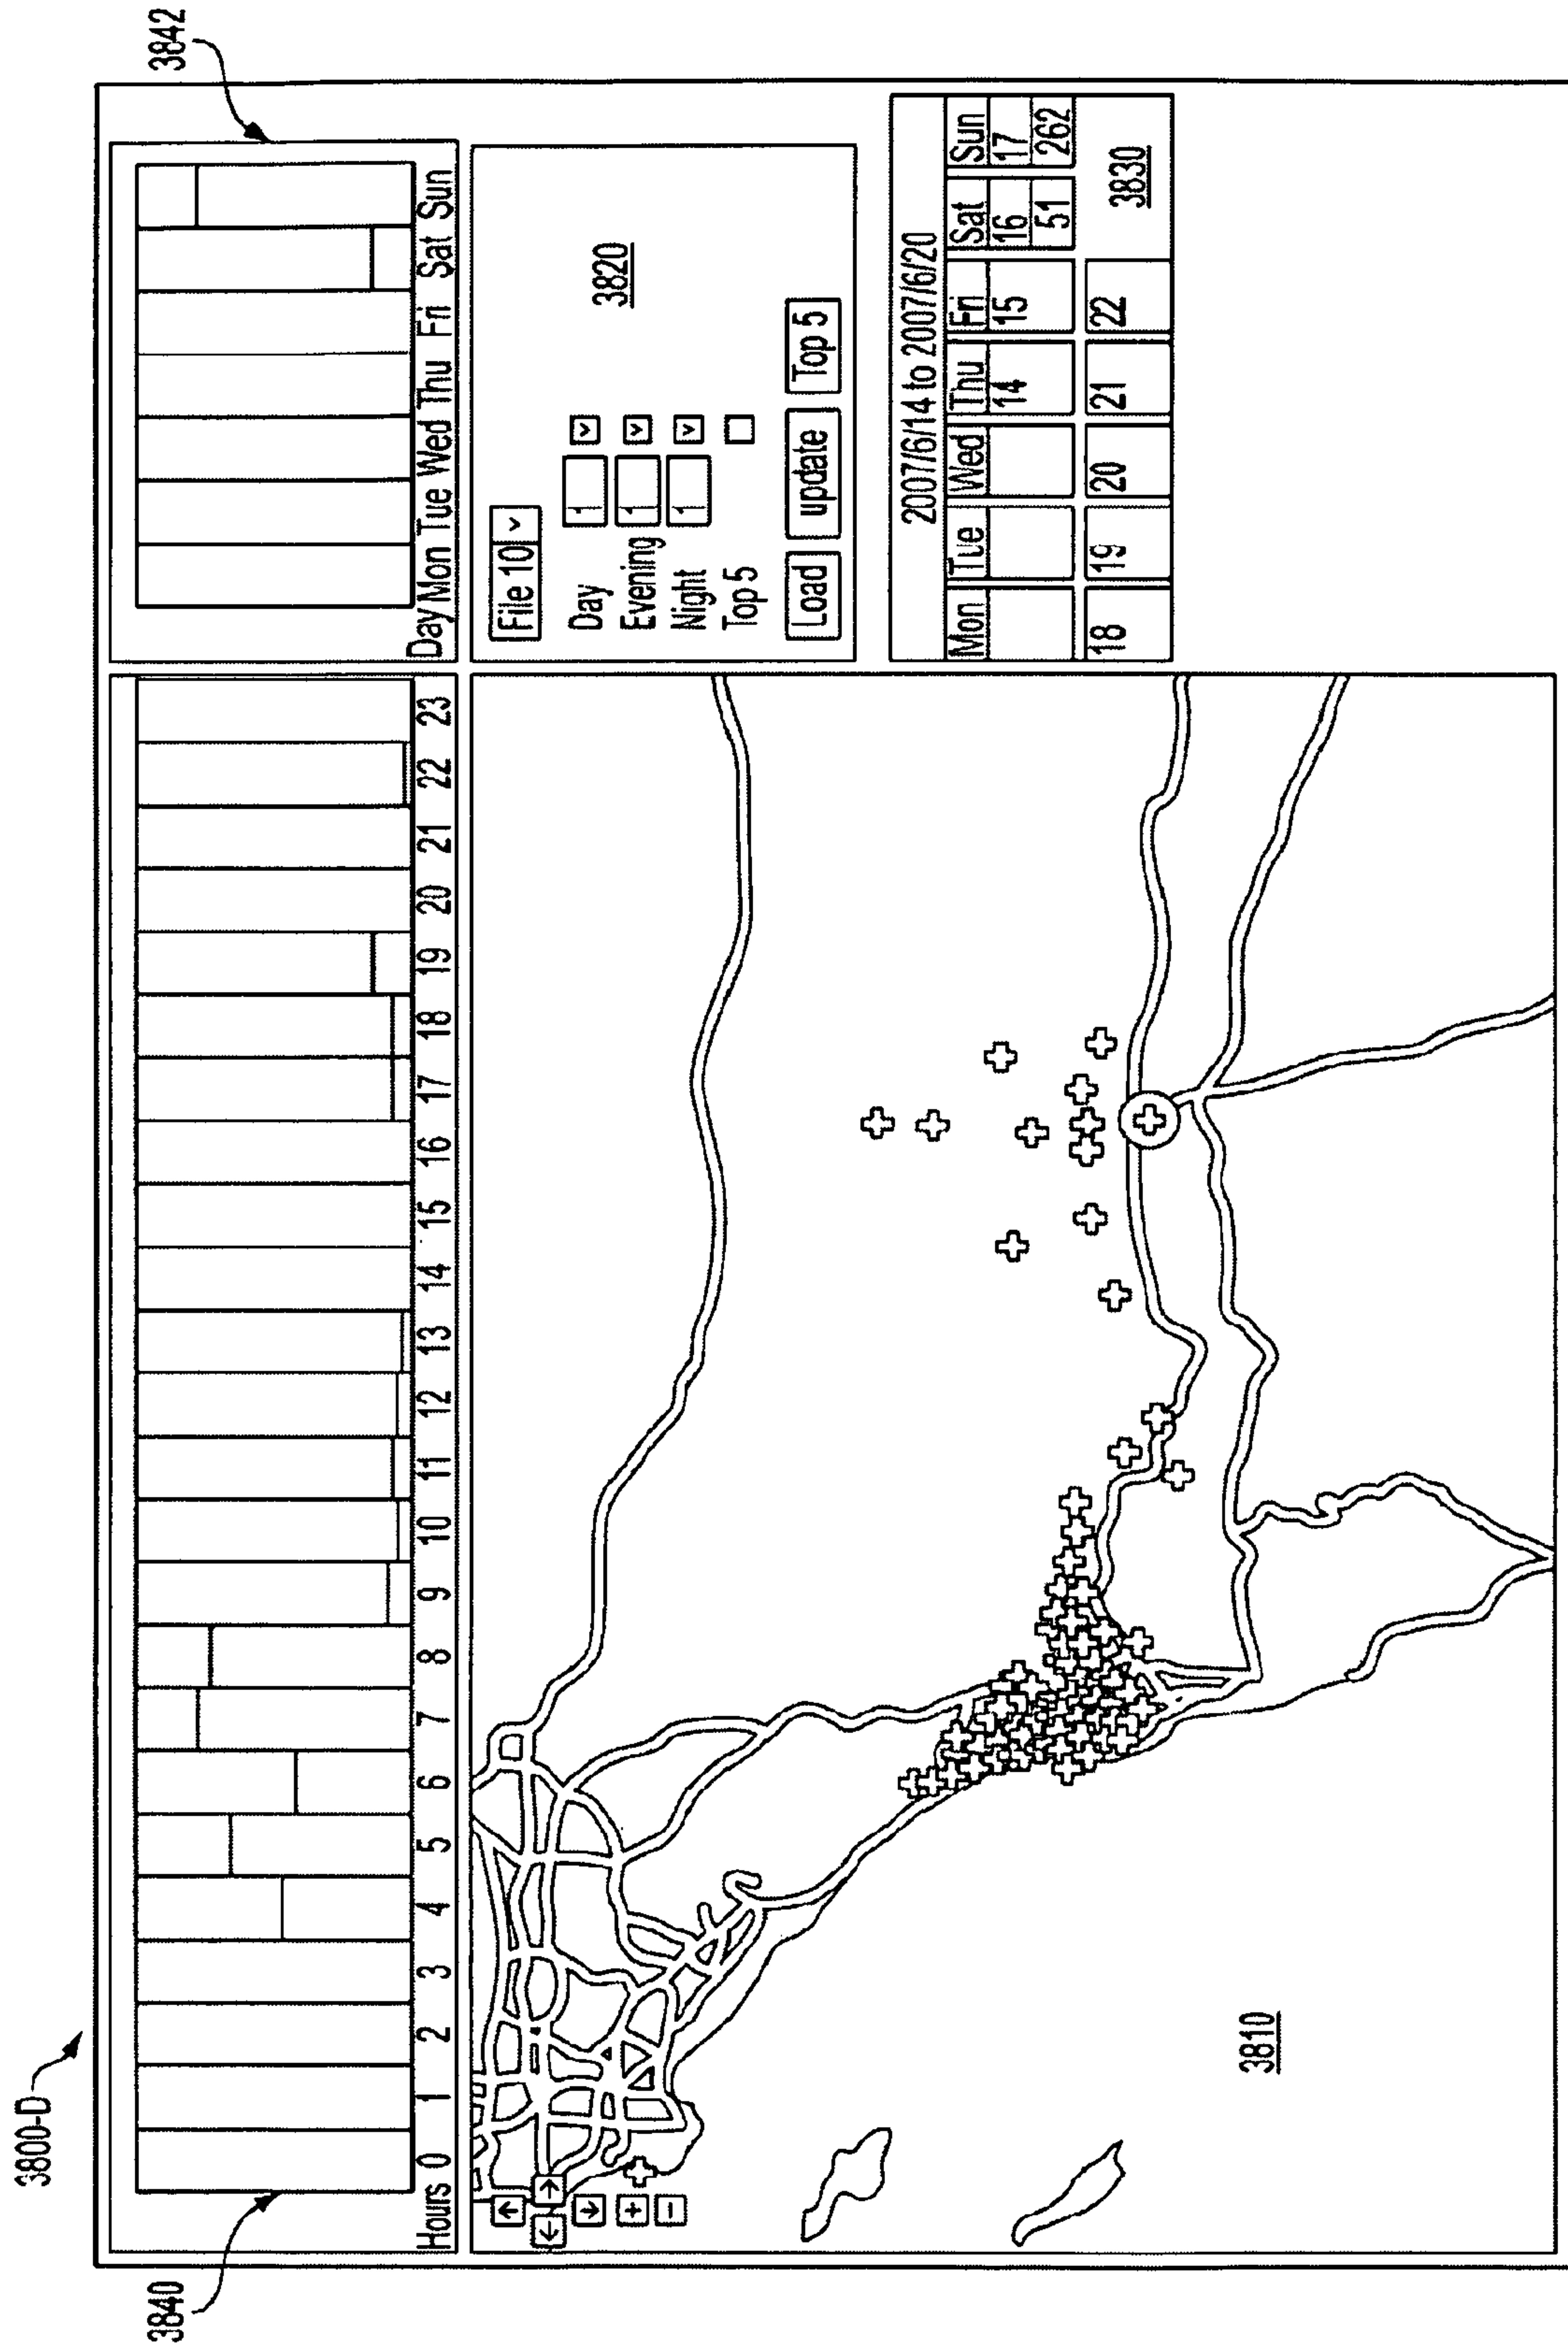 3800-D
3840
3842
Hours 0 1 2 3 4 5 6 7 8 9 10 11 12 13 14 15 16 17 18 19 20 21 22 23
Day Mon Tue Wed Thu Fri Sat Sun
File 10
Day 1
Evening 1
Night 1
Top 5
Load update Top 5
3820
2007/6/14 to 2007/6/20
Mon Tue Wed Thu Fri Sat Sun
14 15 16 17
51 262
18 19 20 21 22
3830
3810